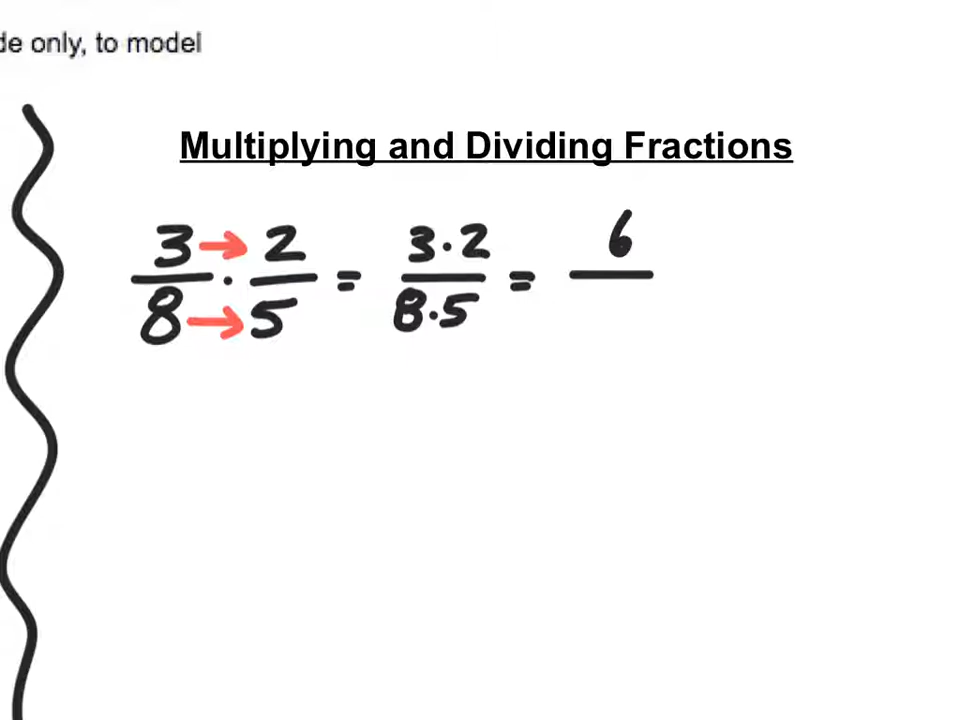 de only, to model
Multiplying and Dividing Fractions
3 → 2 3·2 6
— · — = — = —
8 → 5 8·5